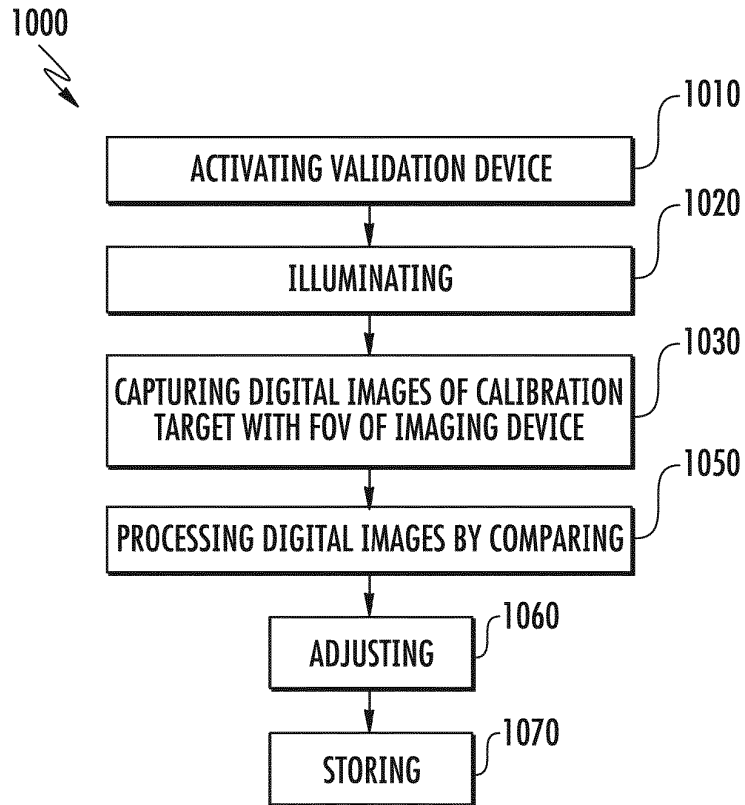 1000
1010
ACTIVATING VALIDATION DEVICE
1020
ILLUMINATING
1030
CAPTURING DIGITAL IMAGES OF CALIBRATION
TARGET WITH FOV OF IMAGING DEVICE
1050
PROCESSING DIGITAL IMAGES BY COMPARING
1060
ADJUSTING
1070
STORING